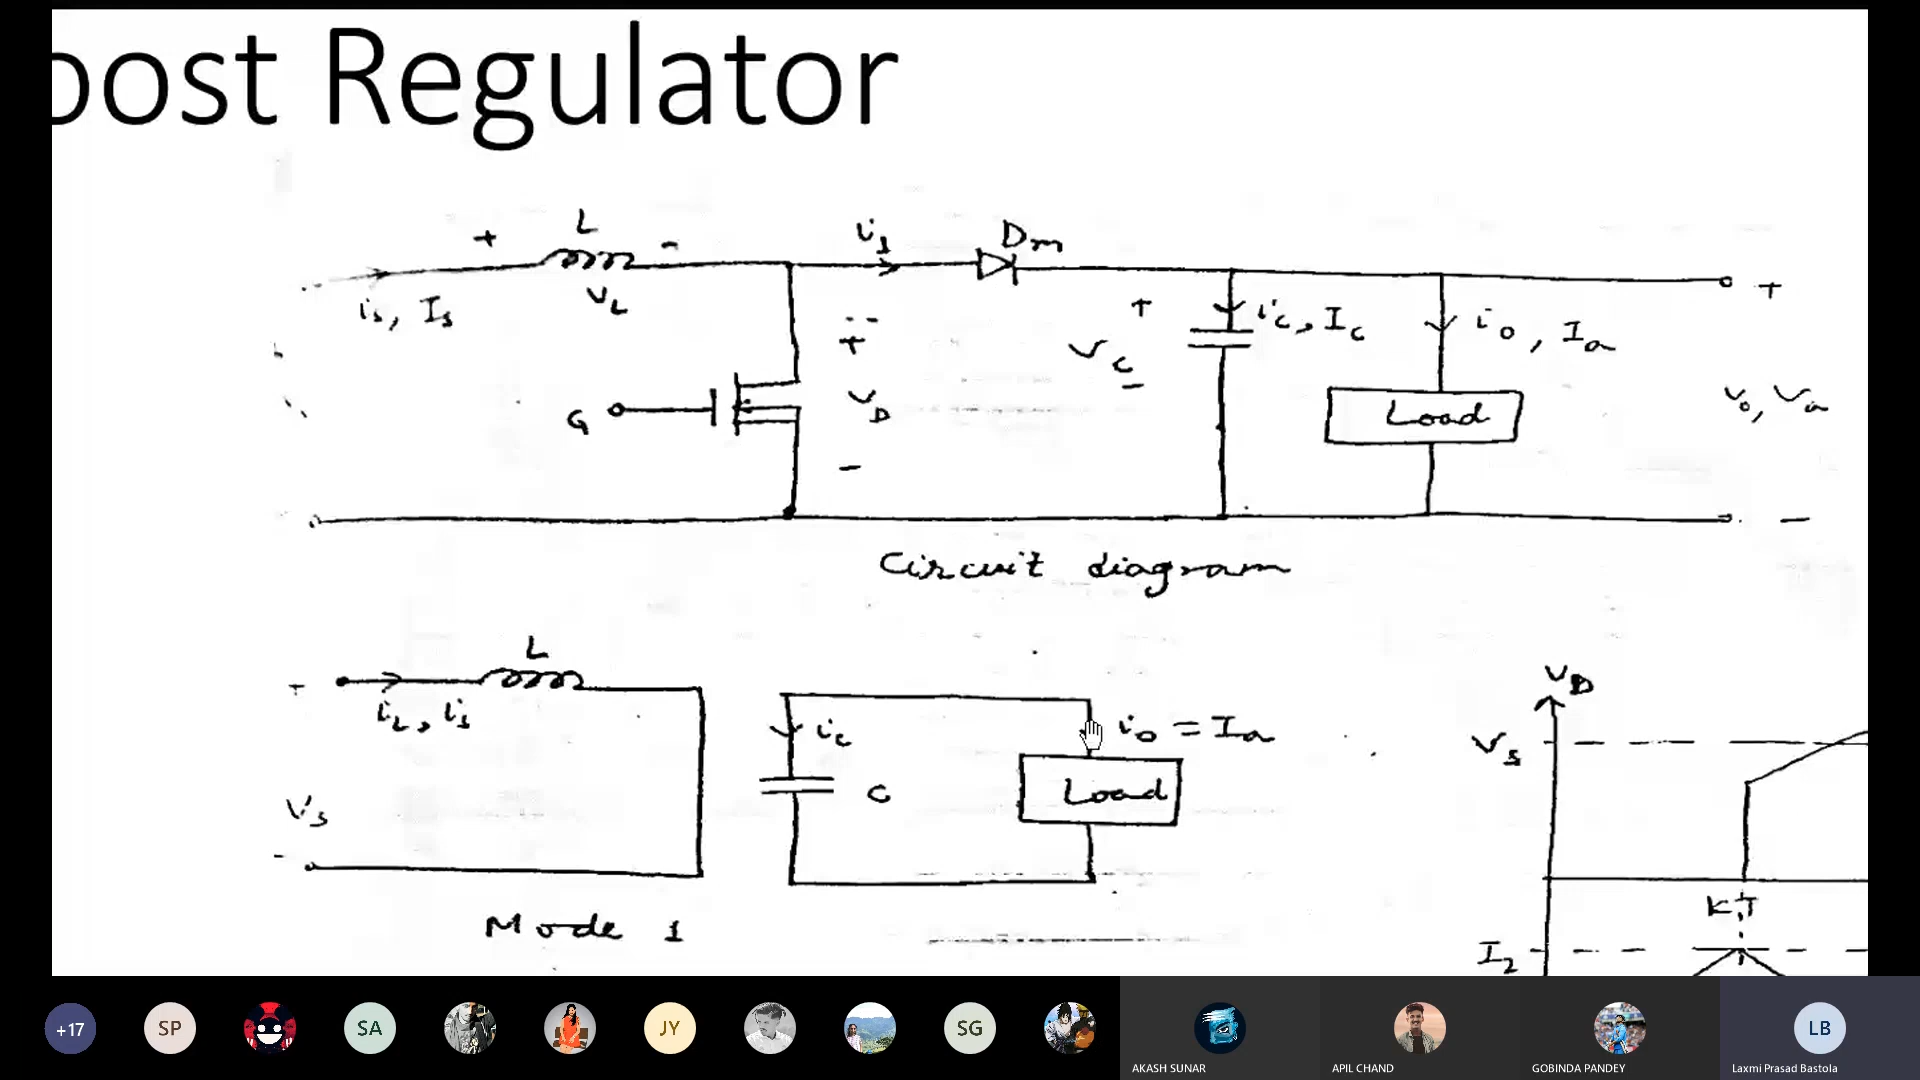 oost Regulator
+ L - i₁ Dm
iₛ, Iₛ V_L + i_c, I_c i₀, Iₐ +
+ V_D - G V_c - Load v₀, Vₐ
-
Circuit diagram
+ L
i_L, i₁ i_c i₀ = Iₐ
Vₛ C Load
-
Mode 1
V_D
Vₛ
KT
I₂
+17 SP SA JY SG LB
AKASH SUNAR APIL CHAND GOBINDA PANDEY Laxmi Prasad Bastola